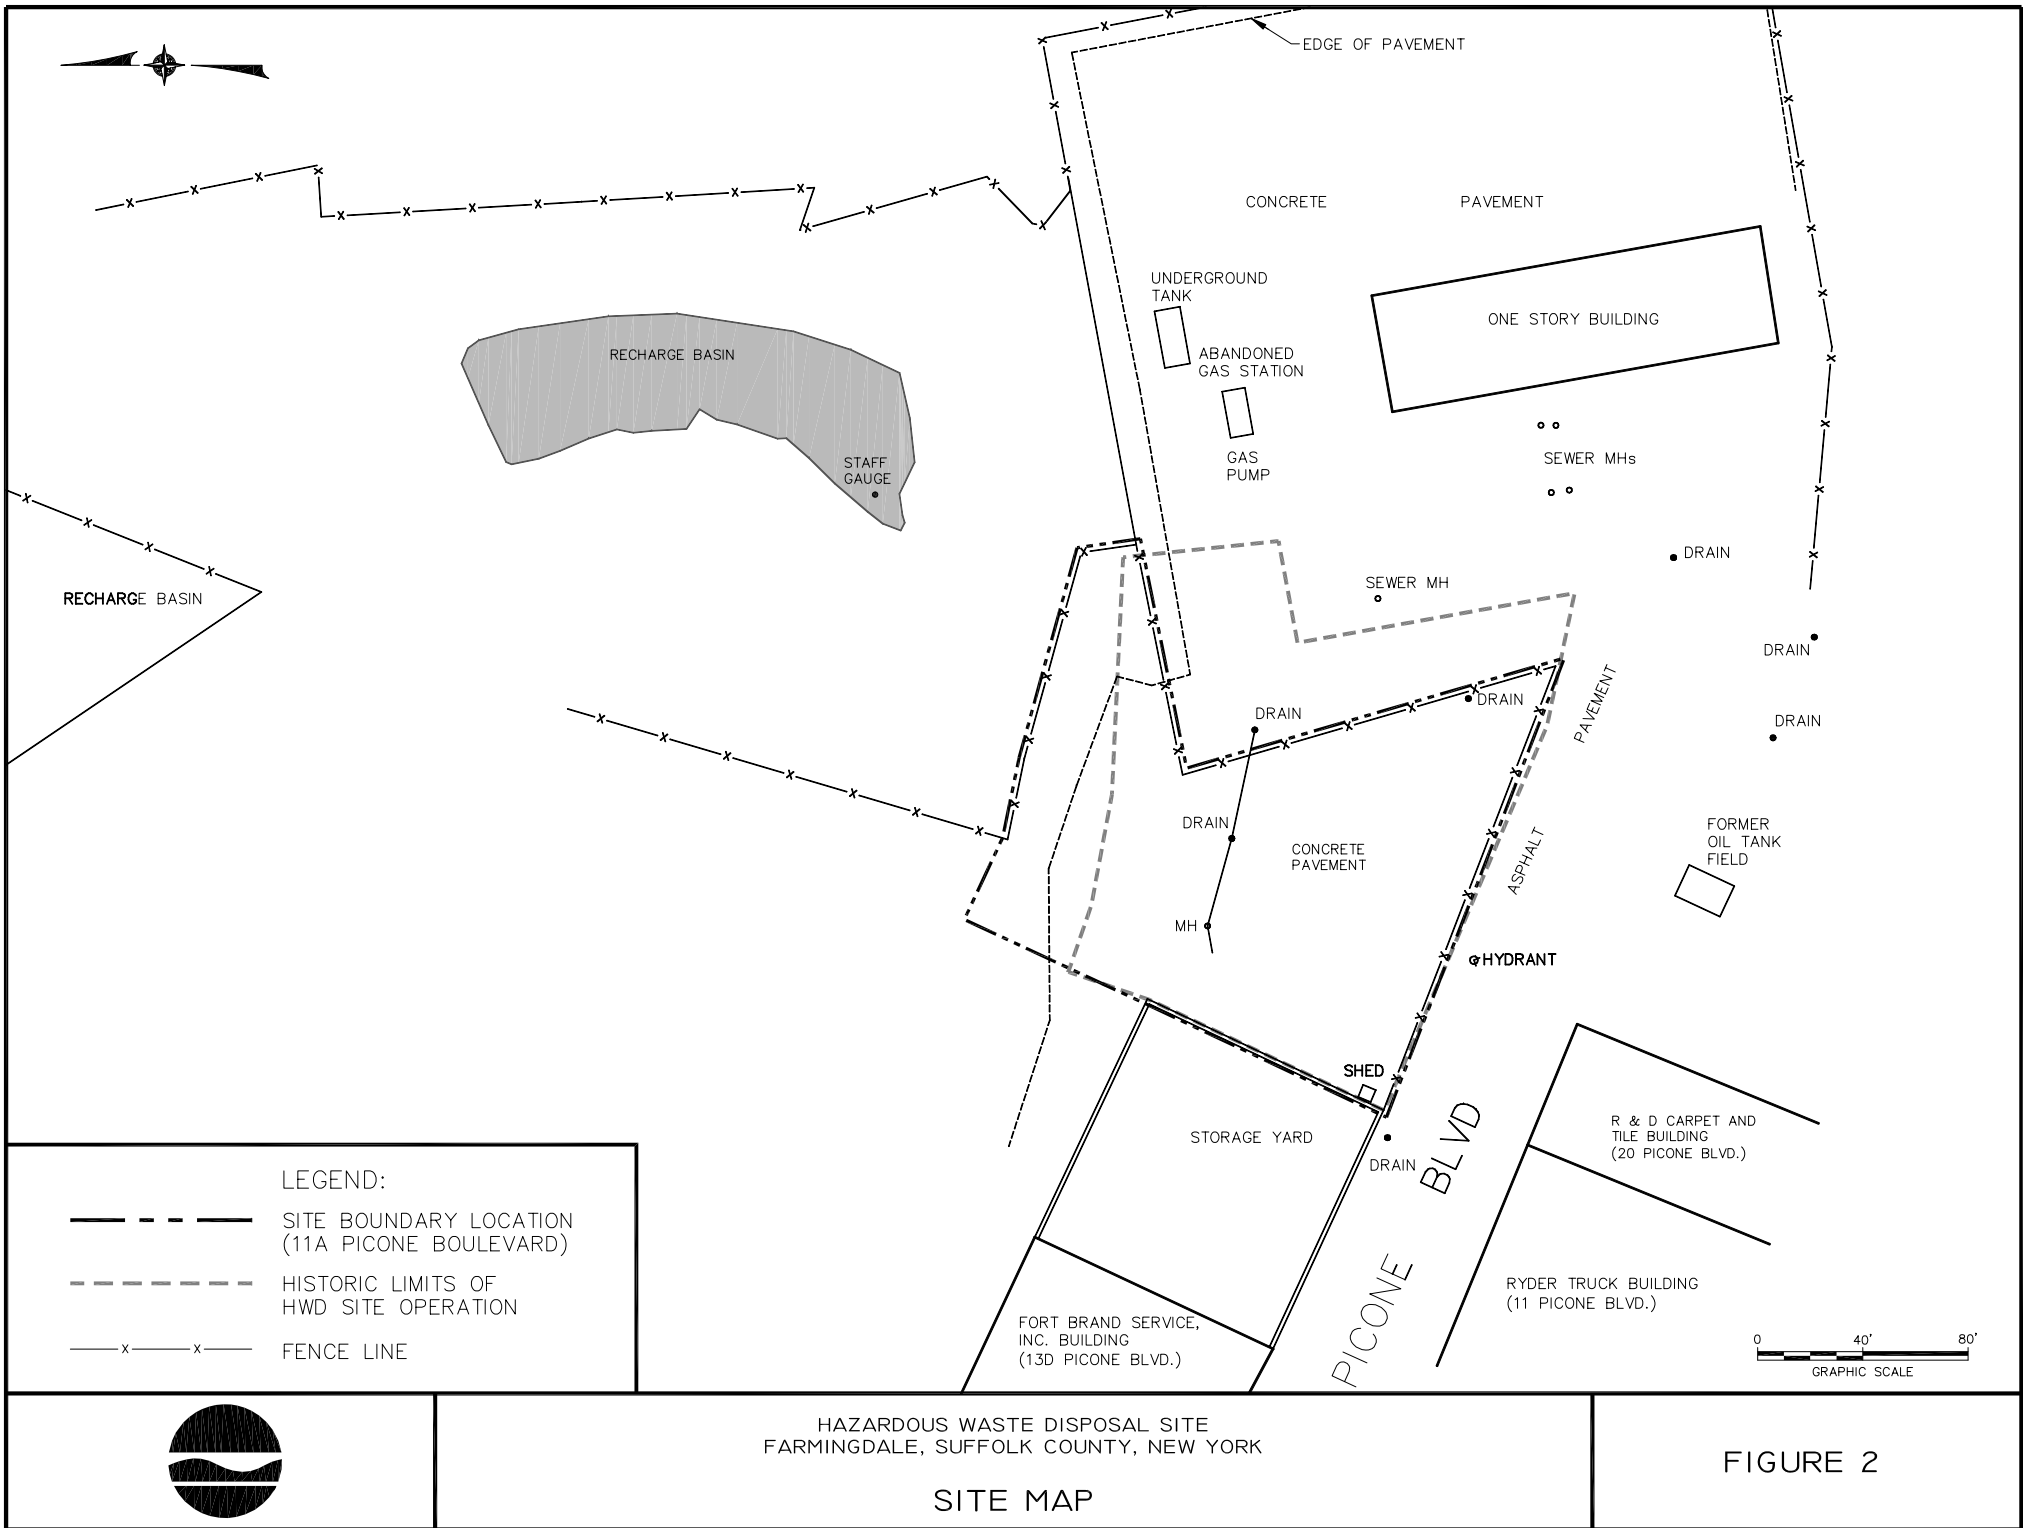 EDGE OF PAVEMENT
CONCRETE PAVEMENT
UNDERGROUND
TANK
ONE STORY BUILDING
RECHARGE BASIN
ABANDONED
GAS STATION
GAS
PUMP
STAFF
GAUGE
SEWER MHs
DRAIN
SEWER MH
RECHARGE BASIN
DRAIN
DRAIN
PAVEMENT
DRAIN
DRAIN
DRAIN
ASPHALT
CONCRETE
PAVEMENT
FORMER
OIL TANK
FIELD
MH
HYDRANT
SHED
STORAGE YARD
DRAIN
PICONE BLVD
R & D CARPET AND
TILE BUILDING
(20 PICONE BLVD.)
RYDER TRUCK BUILDING
(11 PICONE BLVD.)
FORT BRAND SERVICE,
INC. BUILDING
(13D PICONE BLVD.)
LEGEND:
SITE BOUNDARY LOCATION
(11A PICONE BOULEVARD)
HISTORIC LIMITS OF
HWD SITE OPERATION
FENCE LINE
0 40' 80'
GRAPHIC SCALE
HAZARDOUS WASTE DISPOSAL SITE
FARMINGDALE, SUFFOLK COUNTY, NEW YORK
SITE MAP
FIGURE 2